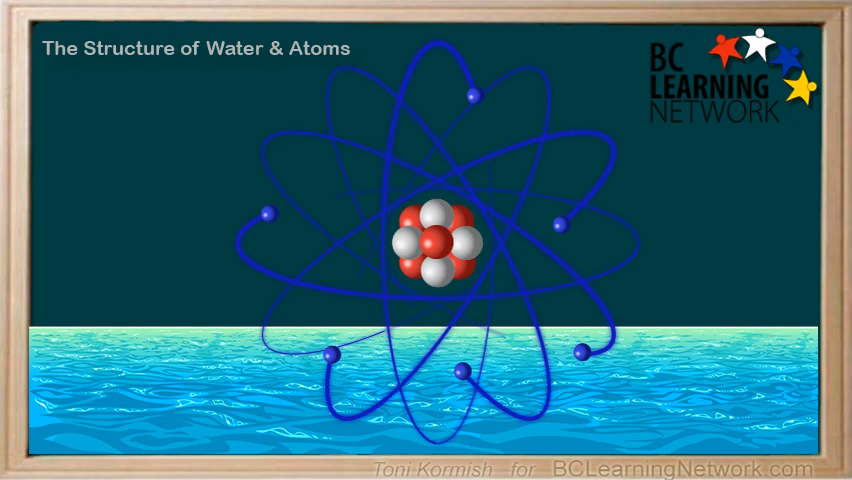 The Structure of Water & Atoms
BC
LEARNING
NETWORK
Toni Kormish for BCLearningNetwork.com